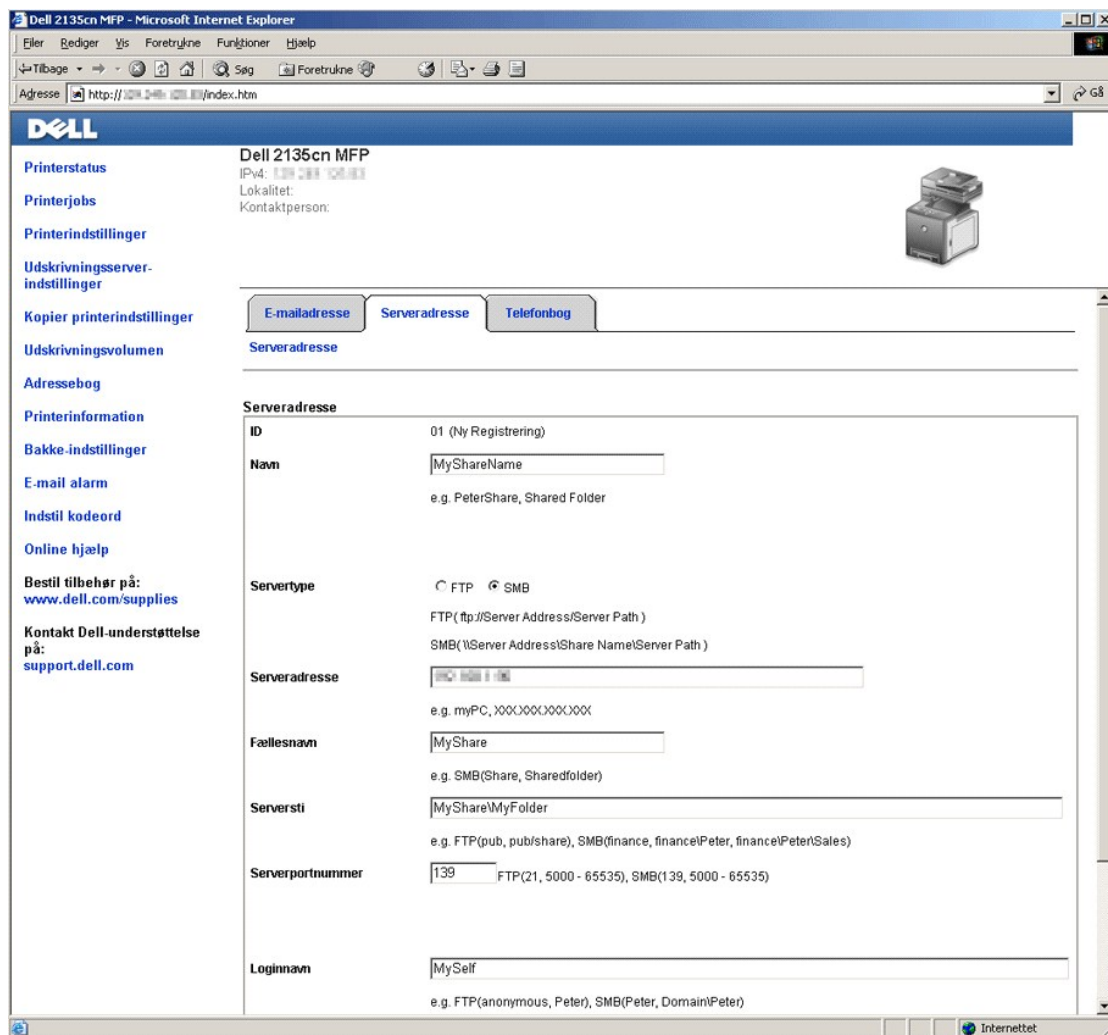 Dell 2135cn MFP - Microsoft Internet Explorer
Filer Rediger Vis Foretrukne Funktioner Hjælp
Tilbage Søg Foretrukne
Adresse http:// /index.htm Gå
DELL
Printerstatus
Printerjobs
Printerindstillinger
Udskrivningsserver-
indstillinger
Kopier printerindstillinger
Udskrivningsvolumen
Adressebog
Printerinformation
Bakke-indstillinger
E-mail alarm
Indstil kodeord
Online hjælp
Bestil tilbehør på:
www.dell.com/supplies
Kontakt Dell-understøttelse
på:
support.dell.com
Dell 2135cn MFP
IPv4:
Lokalitet:
Kontaktperson:
E-mailadresse Serveradresse Telefonbog
Serveradresse
Serveradresse
ID 01 (Ny Registrering)
Navn MyShareName
e.g. PeterShare, Shared Folder
Servertype FTP SMB
FTP( ftp://Server Address/Server Path )
SMB( \\Server Address\Share Name\Server Path )
Serveradresse
e.g. myPC, XXX.XXX.XXX.XXX
Fællesnavn MyShare
e.g. SMB(Share, Sharedfolder)
Serversti MyShare\MyFolder
e.g. FTP(pub, pub/share), SMB(finance, finance\Peter, finance\Peter\Sales)
Serverportnummer 139 FTP(21, 5000 - 65535), SMB(139, 5000 - 65535)
Loginnavn MySelf
e.g. FTP(anonymous, Peter), SMB(Peter, Domain\Peter)
Internettet